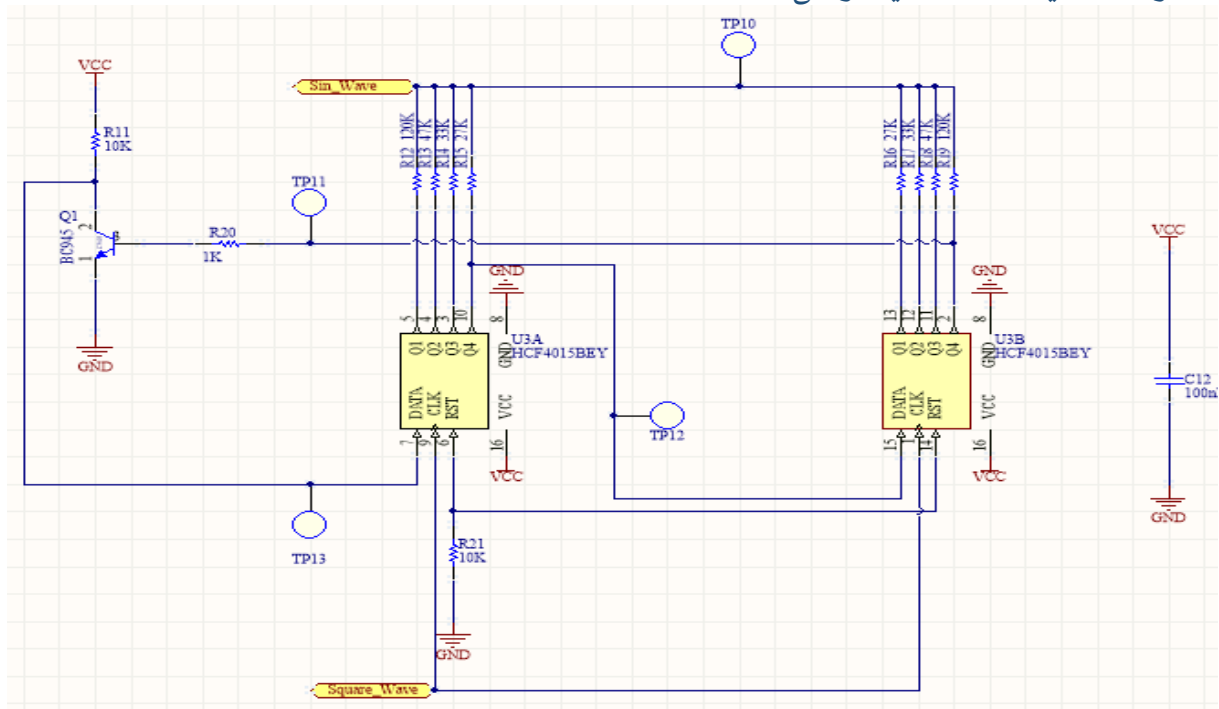 TP10
VCC
Sin_Wave
R11
10K
R12 120K
R13 47K
R14 33K
R15 27K
R16 27K
R17 33K
R18 47K
R19 120K
TP11
Q1
BC945
2
1
R20
1K
VCC
GND
GND
5
4
3
10
8
13
12
11
2
8
U3A
HCF4015BEY
U3B
HCF4015BEY
Q1
Q2
Q3
Q4
GND
Q1
Q2
Q3
Q4
GND
GND
C12
DATA
CLK
RST
VCC
DATA
CLK
RST
VCC
TP12
7
9
6
16
15
1
14
16
VCC
VCC
GND
TP13
R21
10K
GND
Square_Wave